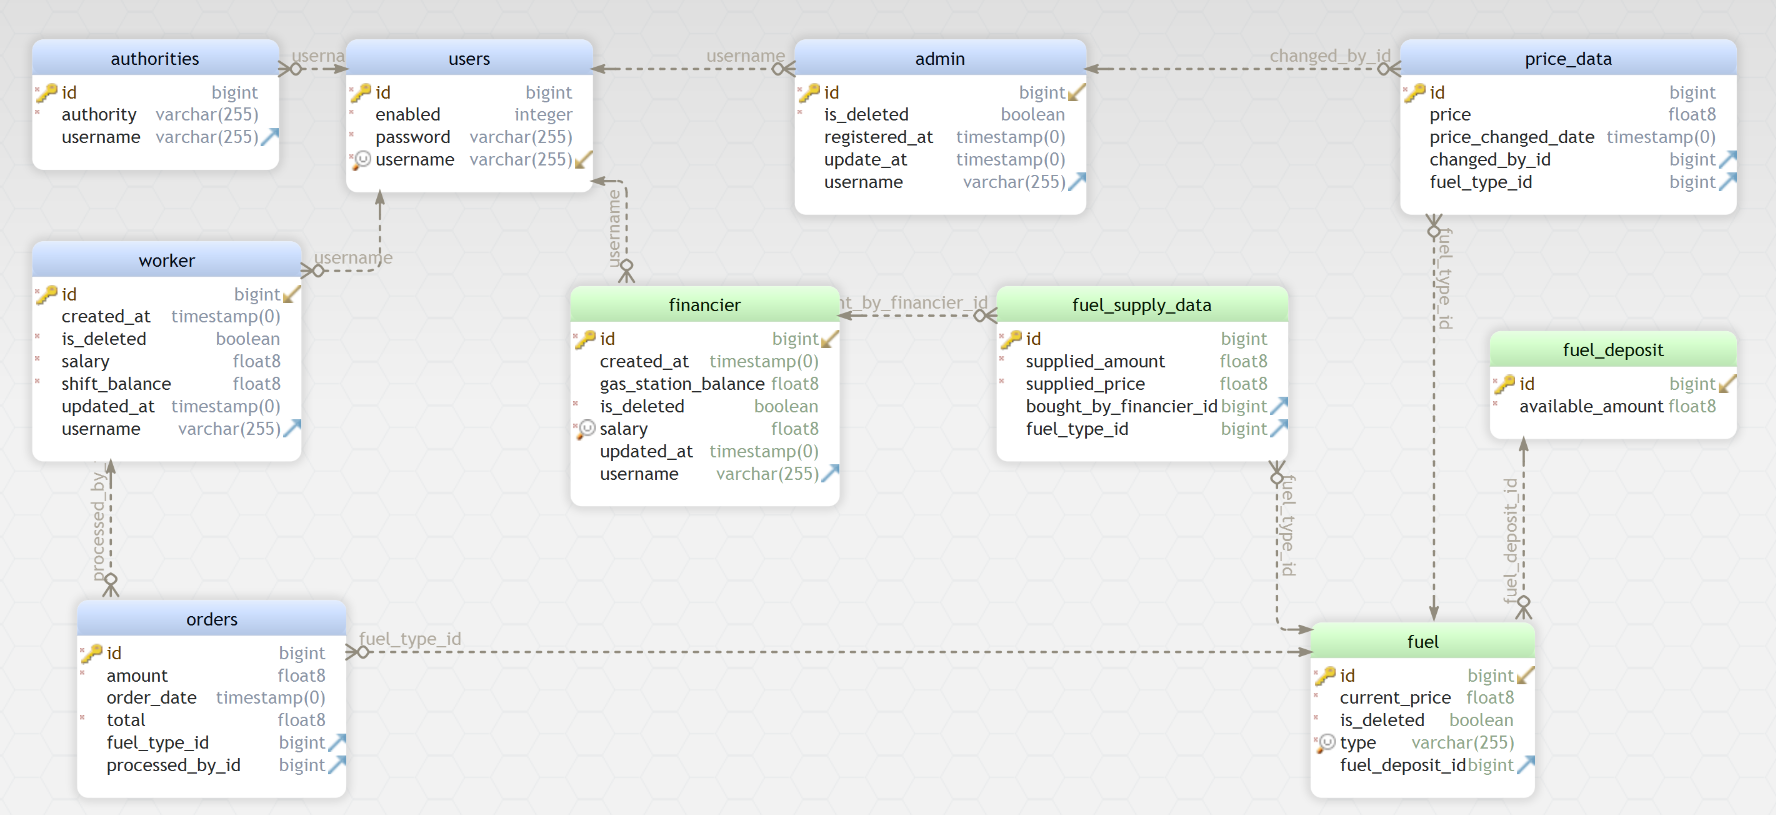 authorities
id bigint
authority varchar(255)
username varchar(255)
userna
users
id bigint
enabled integer
password varchar(255)
username varchar(255)
username
admin
id bigint
is_deleted boolean
registered_at timestamp(0)
update_at timestamp(0)
username varchar(255)
changed_by_id
price_data
id bigint
price float8
price_changed_date timestamp(0)
changed_by_id bigint
fuel_type_id bigint
worker
id bigint
created_at timestamp(0)
is_deleted boolean
salary float8
shift_balance float8
updated_at timestamp(0)
username varchar(255)
username
username
financier
id bigint
created_at timestamp(0)
gas_station_balance float8
is_deleted boolean
salary float8
updated_at timestamp(0)
username varchar(255)
t_by_financier_id
fuel_supply_data
id bigint
supplied_amount float8
supplied_price float8
bought_by_financier_id bigint
fuel_type_id bigint
fuel_type_id
fuel_deposit
id bigint
available_amount float8
processed_by_
fuel_type_id
fuel_deposit_id
orders
id bigint
amount float8
order_date timestamp(0)
total float8
fuel_type_id bigint
processed_by_id bigint
fuel_type_id
fuel
id bigint
current_price float8
is_deleted boolean
type varchar(255)
fuel_deposit_id bigint